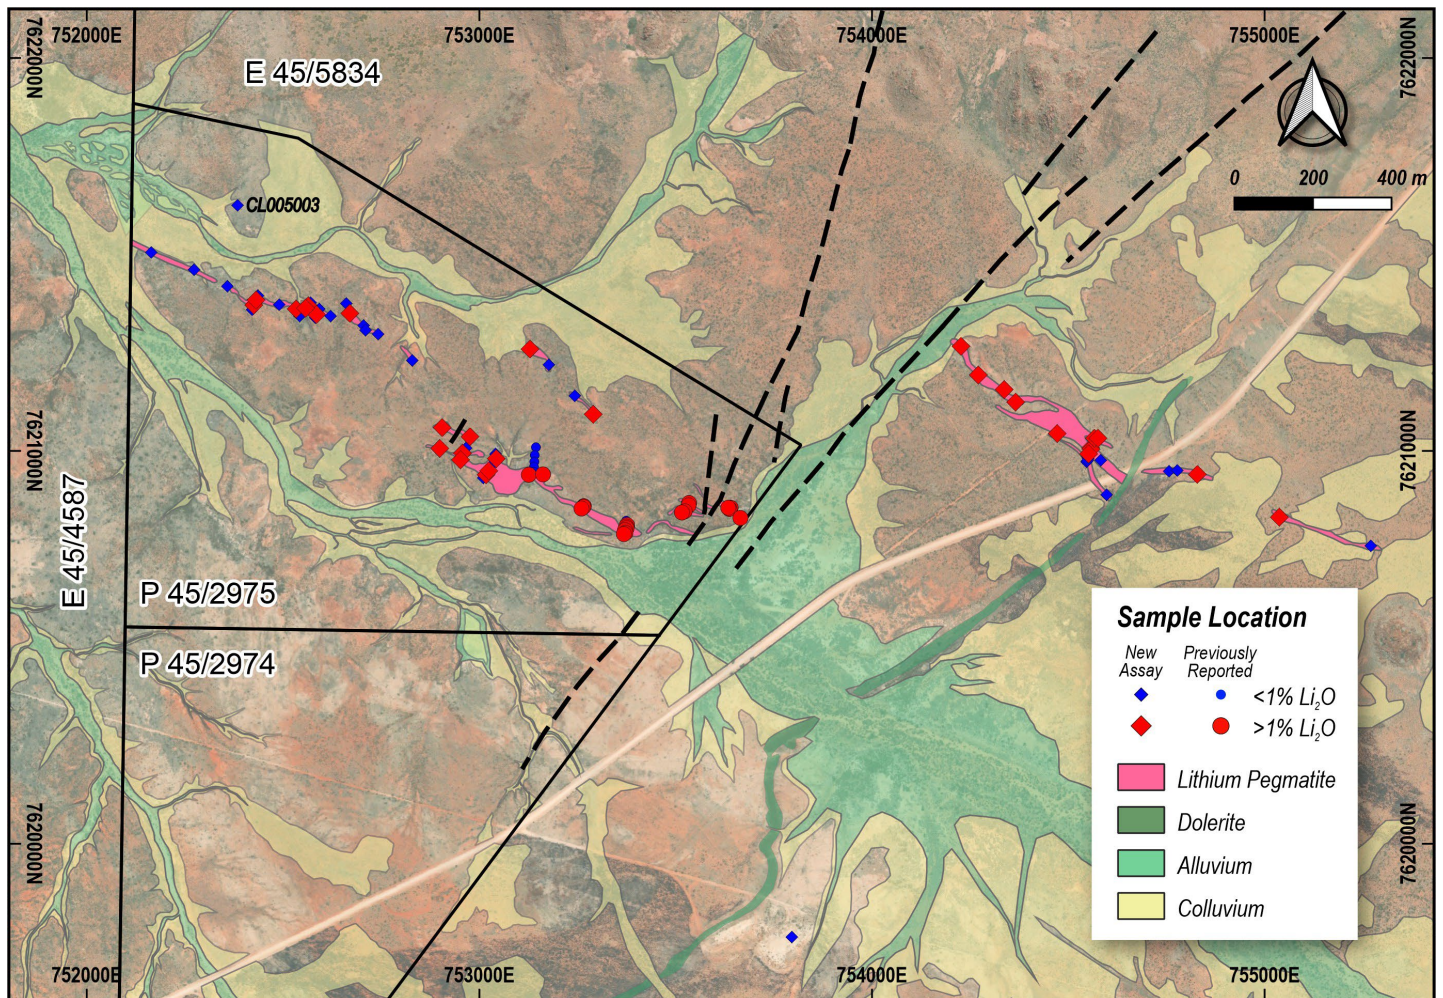 752000E
753000E
754000E
755000E
7622000N
7622000N
E 45/5834
0
200
400 m
CL005003
7621000N
7621000N
E 45/4587
P 45/2975
P 45/2974
Sample Location
New
Assay
Previously
Reported
<1% Li₂O
>1% Li₂O
Lithium Pegmatite
Dolerite
Alluvium
Colluvium
7620000N
7620000N
752000E
753000E
754000E
755000E